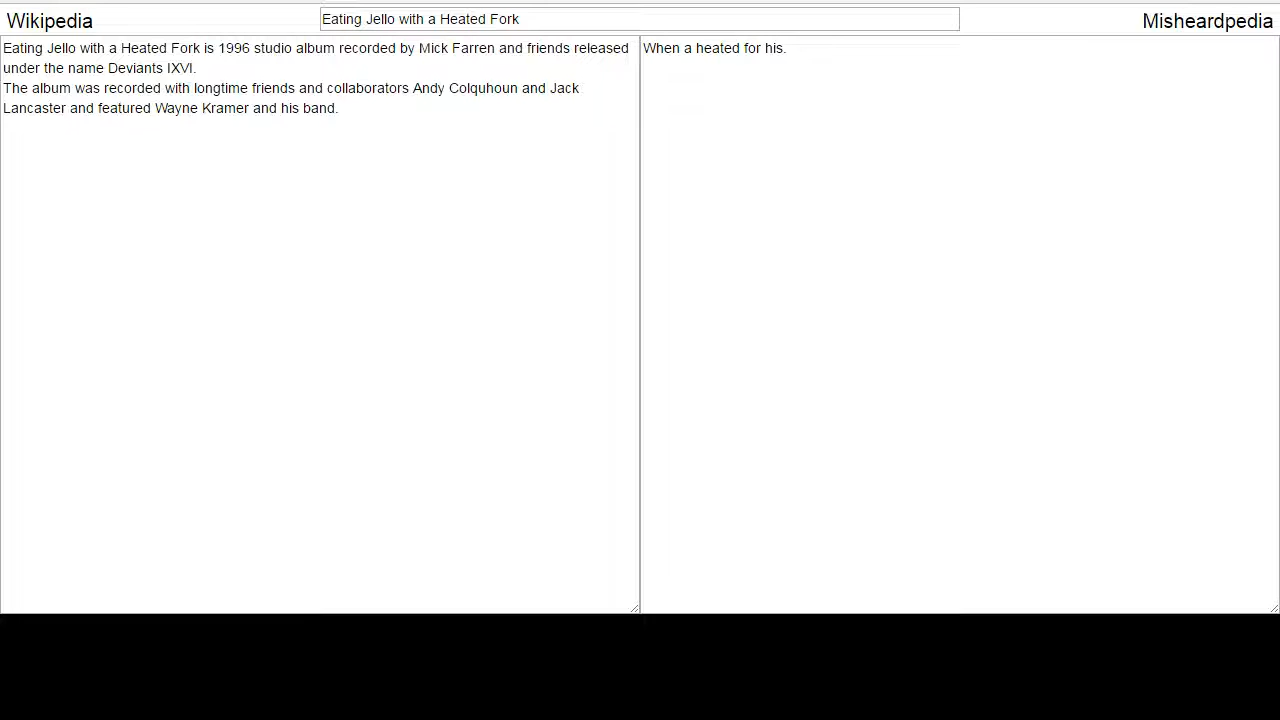 Wikipedia
Eating Jello with a Heated Fork
Misheardpedia
Eating Jello with a Heated Fork is 1996 studio album recorded by Mick Farren and friends released
under the name Deviants IXVI.
The album was recorded with longtime friends and collaborators Andy Colquhoun and Jack
Lancaster and featured Wayne Kramer and his band.
When a heated for his.